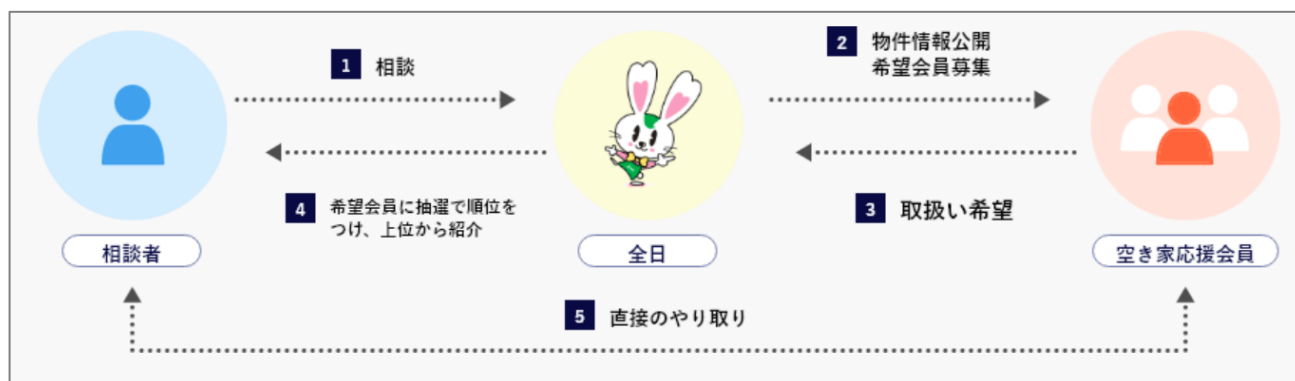 1 相談
2 物件情報公開
希望会員募集
3 取扱い希望
4 希望会員に抽選で順位を
つけ、上位から紹介
相談者
全日
空き家応援会員
5 直接のやり取り